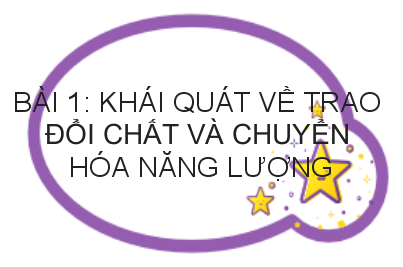 BÀI 1: KHÁI QUÁT VỀ TRAO
ĐỔI CHẤT VÀ CHUYỂN
HÓA NĂNG LƯỢNG